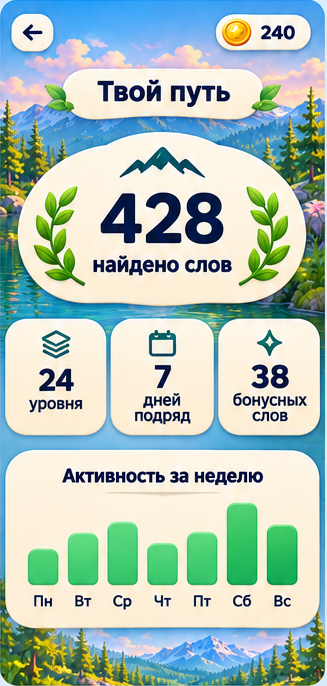 240
Твой путь
428
найдено слов
24
уровня
7
дней
подряд
38
бонусных
слов
Активность за неделю
Пн Вт Ср Чт Пт Сб Вс